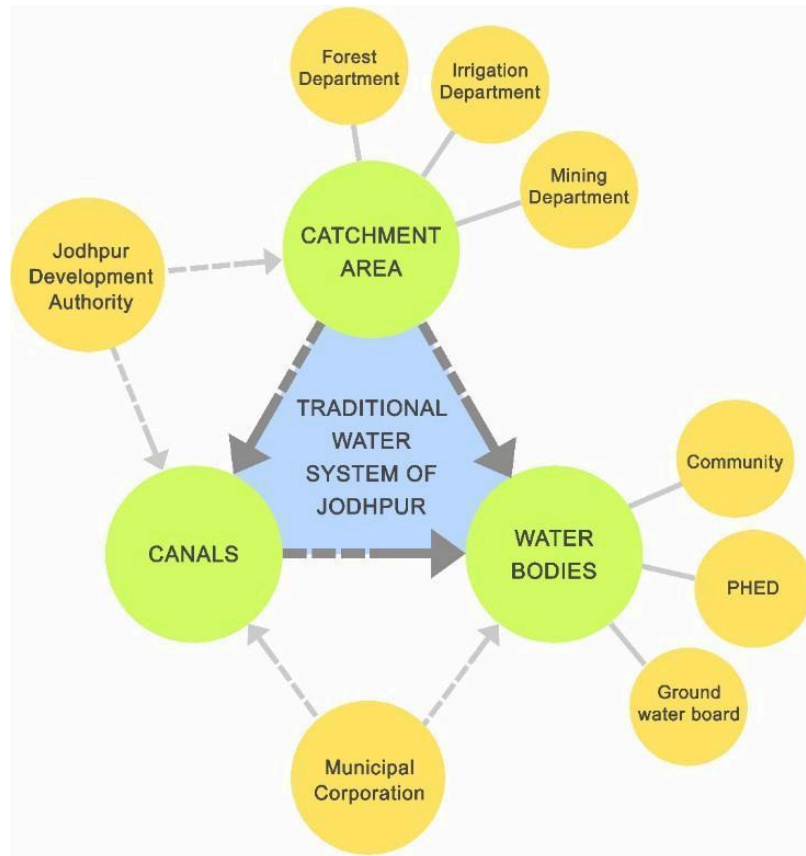 Forest
Department
Irrigation
Department
Mining
Department
CATCHMENT
AREA
Jodhpur
Development
Authority
TRADITIONAL
WATER
SYSTEM OF
JODHPUR
Community
CANALS
WATER
BODIES
PHED
Ground
water board
Municipal
Corporation